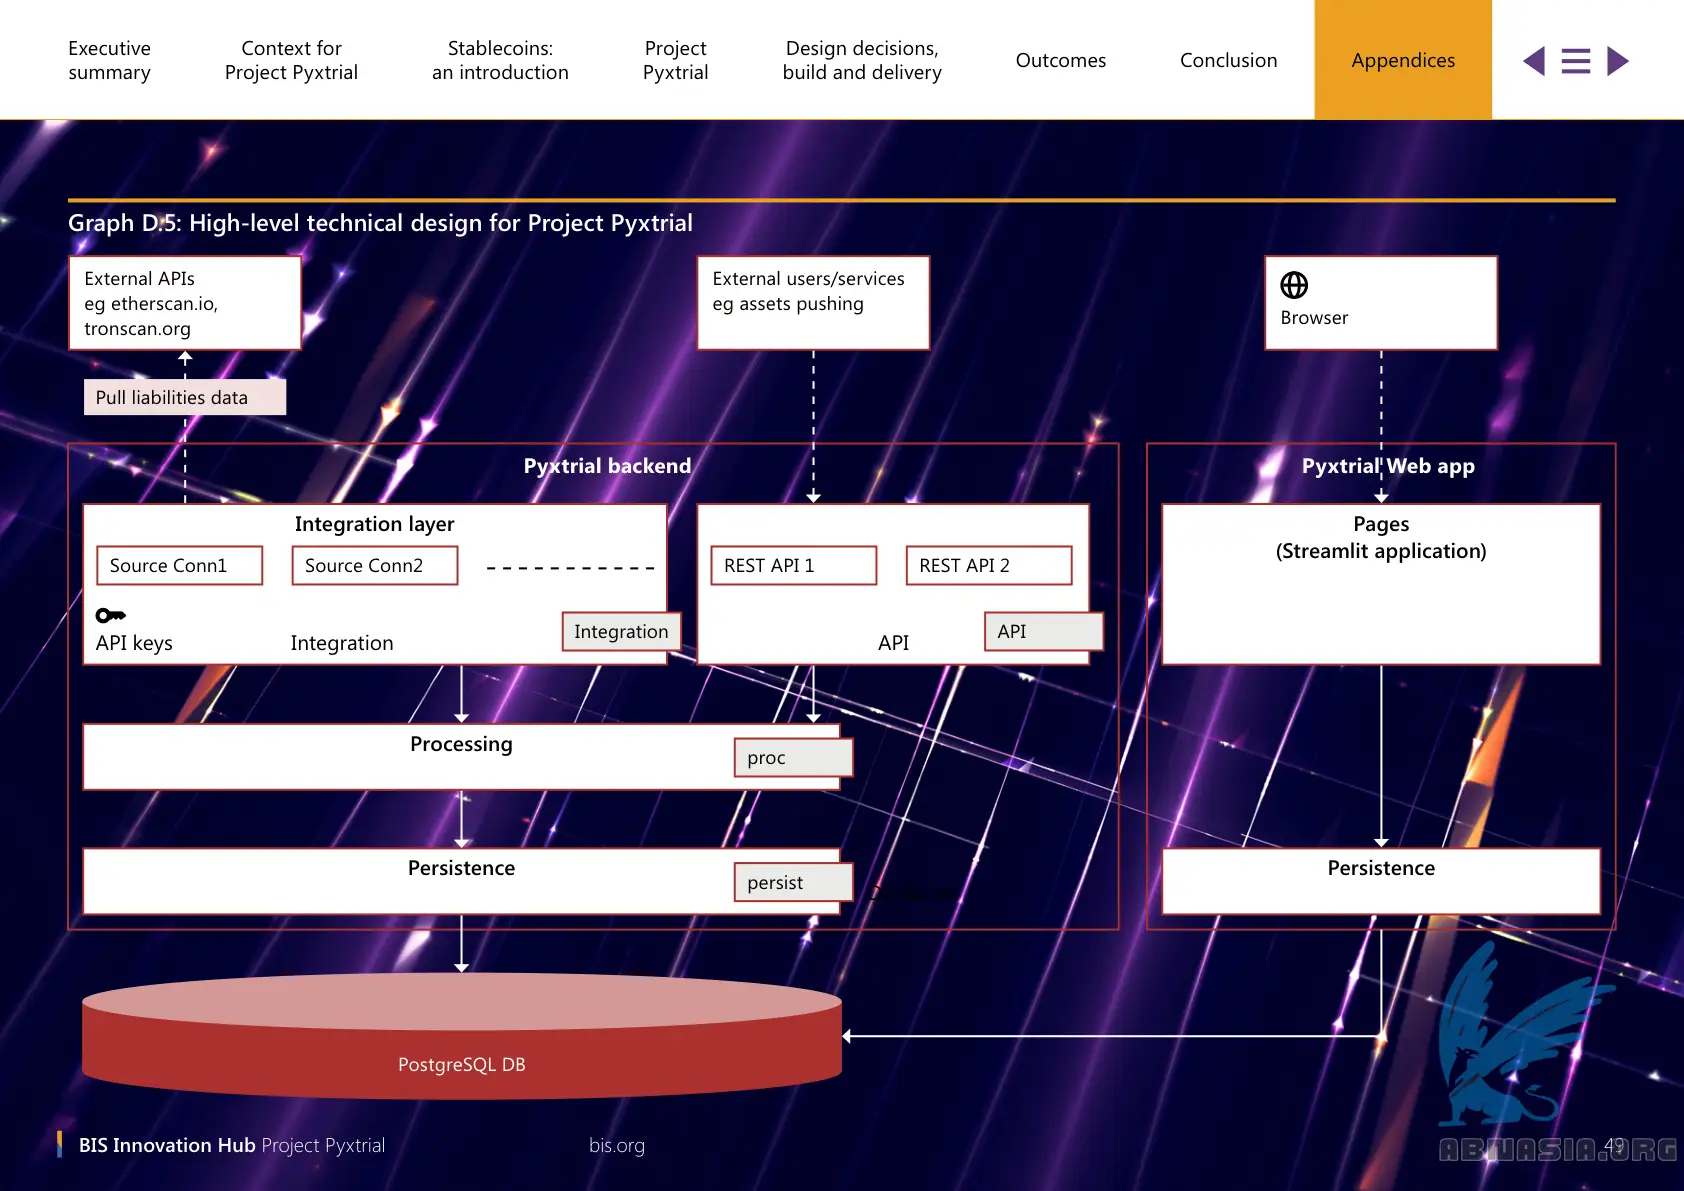 Executive
summary
Context for
Project Pyxtrial
Stablecoins:
an introduction
Project
Pyxtrial
Design decisions,
build and delivery
Outcomes
Conclusion
Appendices
Graph D.5: High-level technical design for Project Pyxtrial
External APIs
eg etherscan.io,
tronscan.org
External users/services
eg assets pushing
Browser
Pull liabilities data
Pyxtrial backend
Pyxtrial Web app
Integration layer
Source Conn1
Source Conn2
API keys
Integration
Integration
REST API 1
REST API 2
API
API
Pages
(Streamlit application)
Processing
proc
Persistence
persist
Persistence
PostgreSQL DB
BIS Innovation Hub Project Pyxtrial
bis.org
49
ABNASIA.ORG